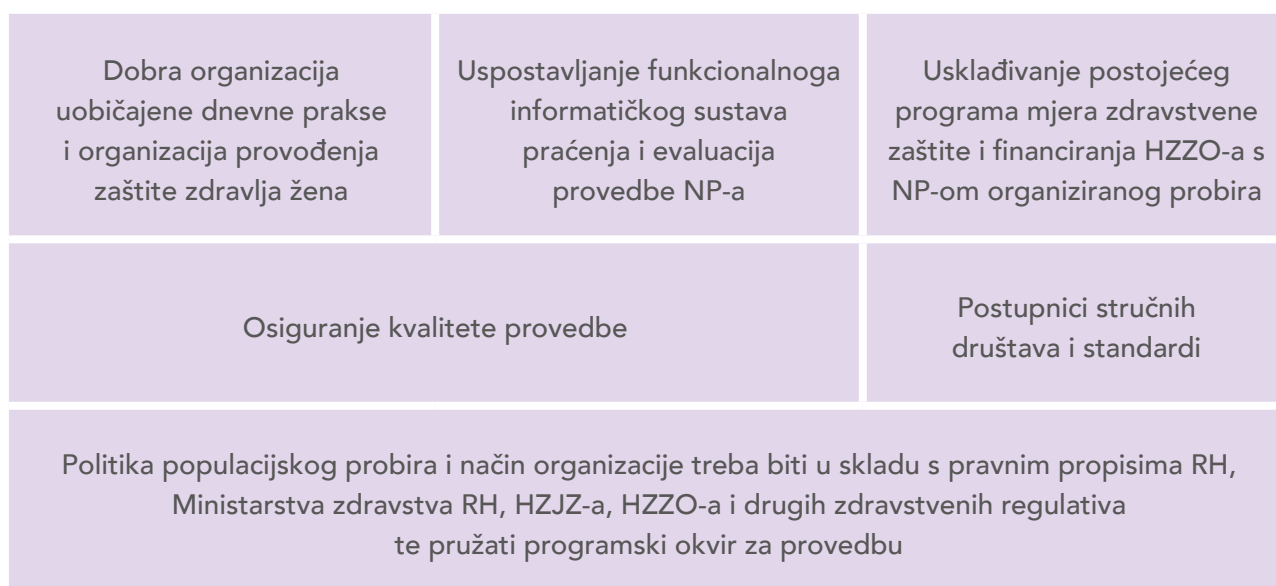 Dobra organizacija
uobičajene dnevne prakse
i organizacija provođenja
zaštite zdravlja žena
Uspostavljanje funkcionalnoga
informatičkog sustava
praćenja i evaluacija
provedbe NP-a
Usklađivanje postojećeg
programa mjera zdravstvene
zaštite i financiranja HZZO-a s
NP-om organiziranog probira
Osiguranje kvalitete provedbe
Postupnici stručnih
društava i standardi
Politika populacijskog probira i način organizacije treba biti u skladu s pravnim propisima RH,
Ministarstva zdravstva RH, HZJZ-a, HZZO-a i drugih zdravstvenih regulativa
te pružati programski okvir za provedbu